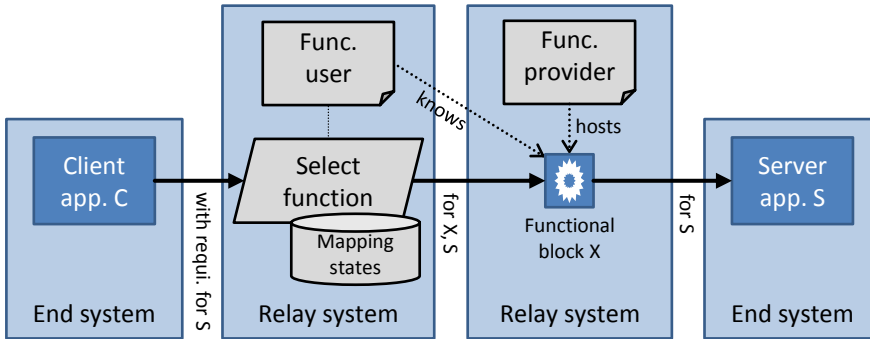 Func.
user
Func.
provider
knows
hosts
Client
app. C
Select
function
Server
app. S
Mapping
states
Functional
block X
with requi. for S
for X, S
for S
End system
Relay system
Relay system
End system